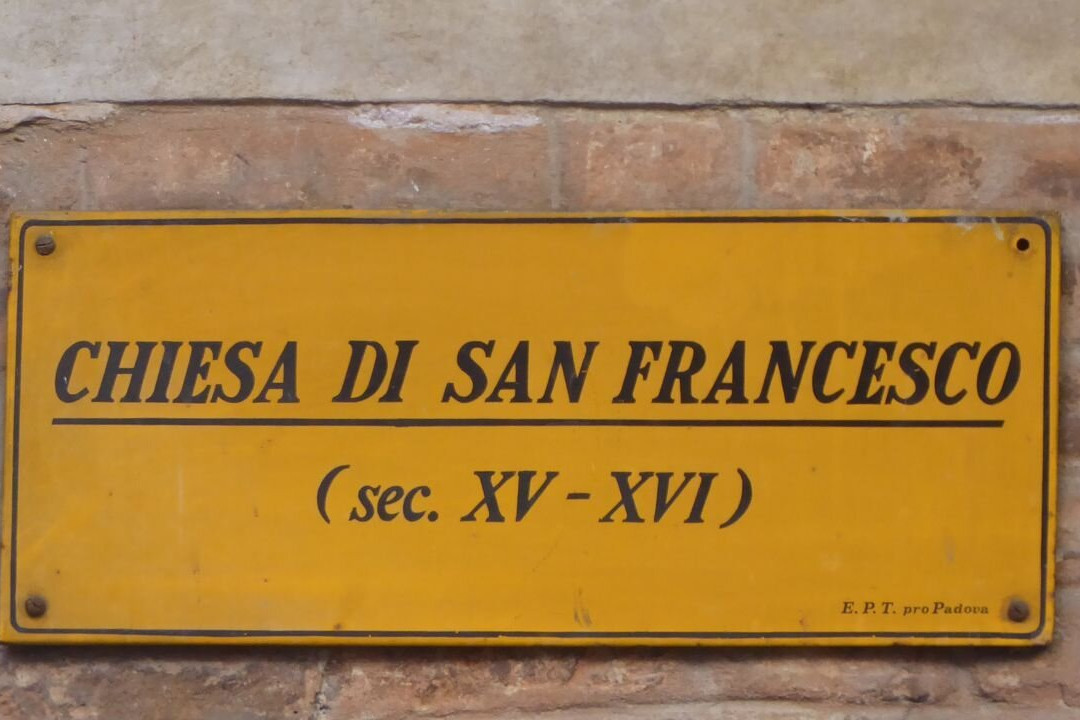 CHIESA DI SAN FRANCESCO
(sec. XV - XVI)
E. P. T. pro Padova